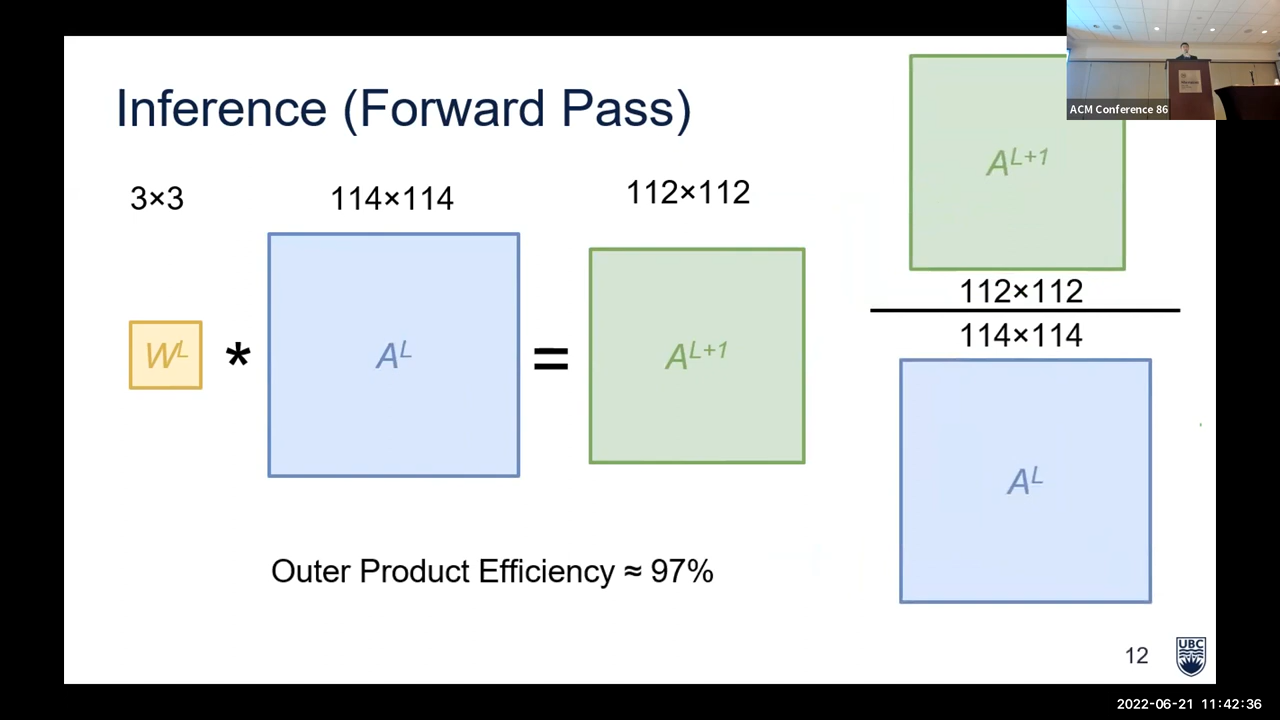 Inference (Forward Pass)
3×3
114×114
112×112
W^L
*
A^L
=
A^{L+1}
A^{L+1}
112×112
114×114
A^L
Outer Product Efficiency ≈ 97%
12
UBC
ACM Conference 86
2022-06-21 11:42:36